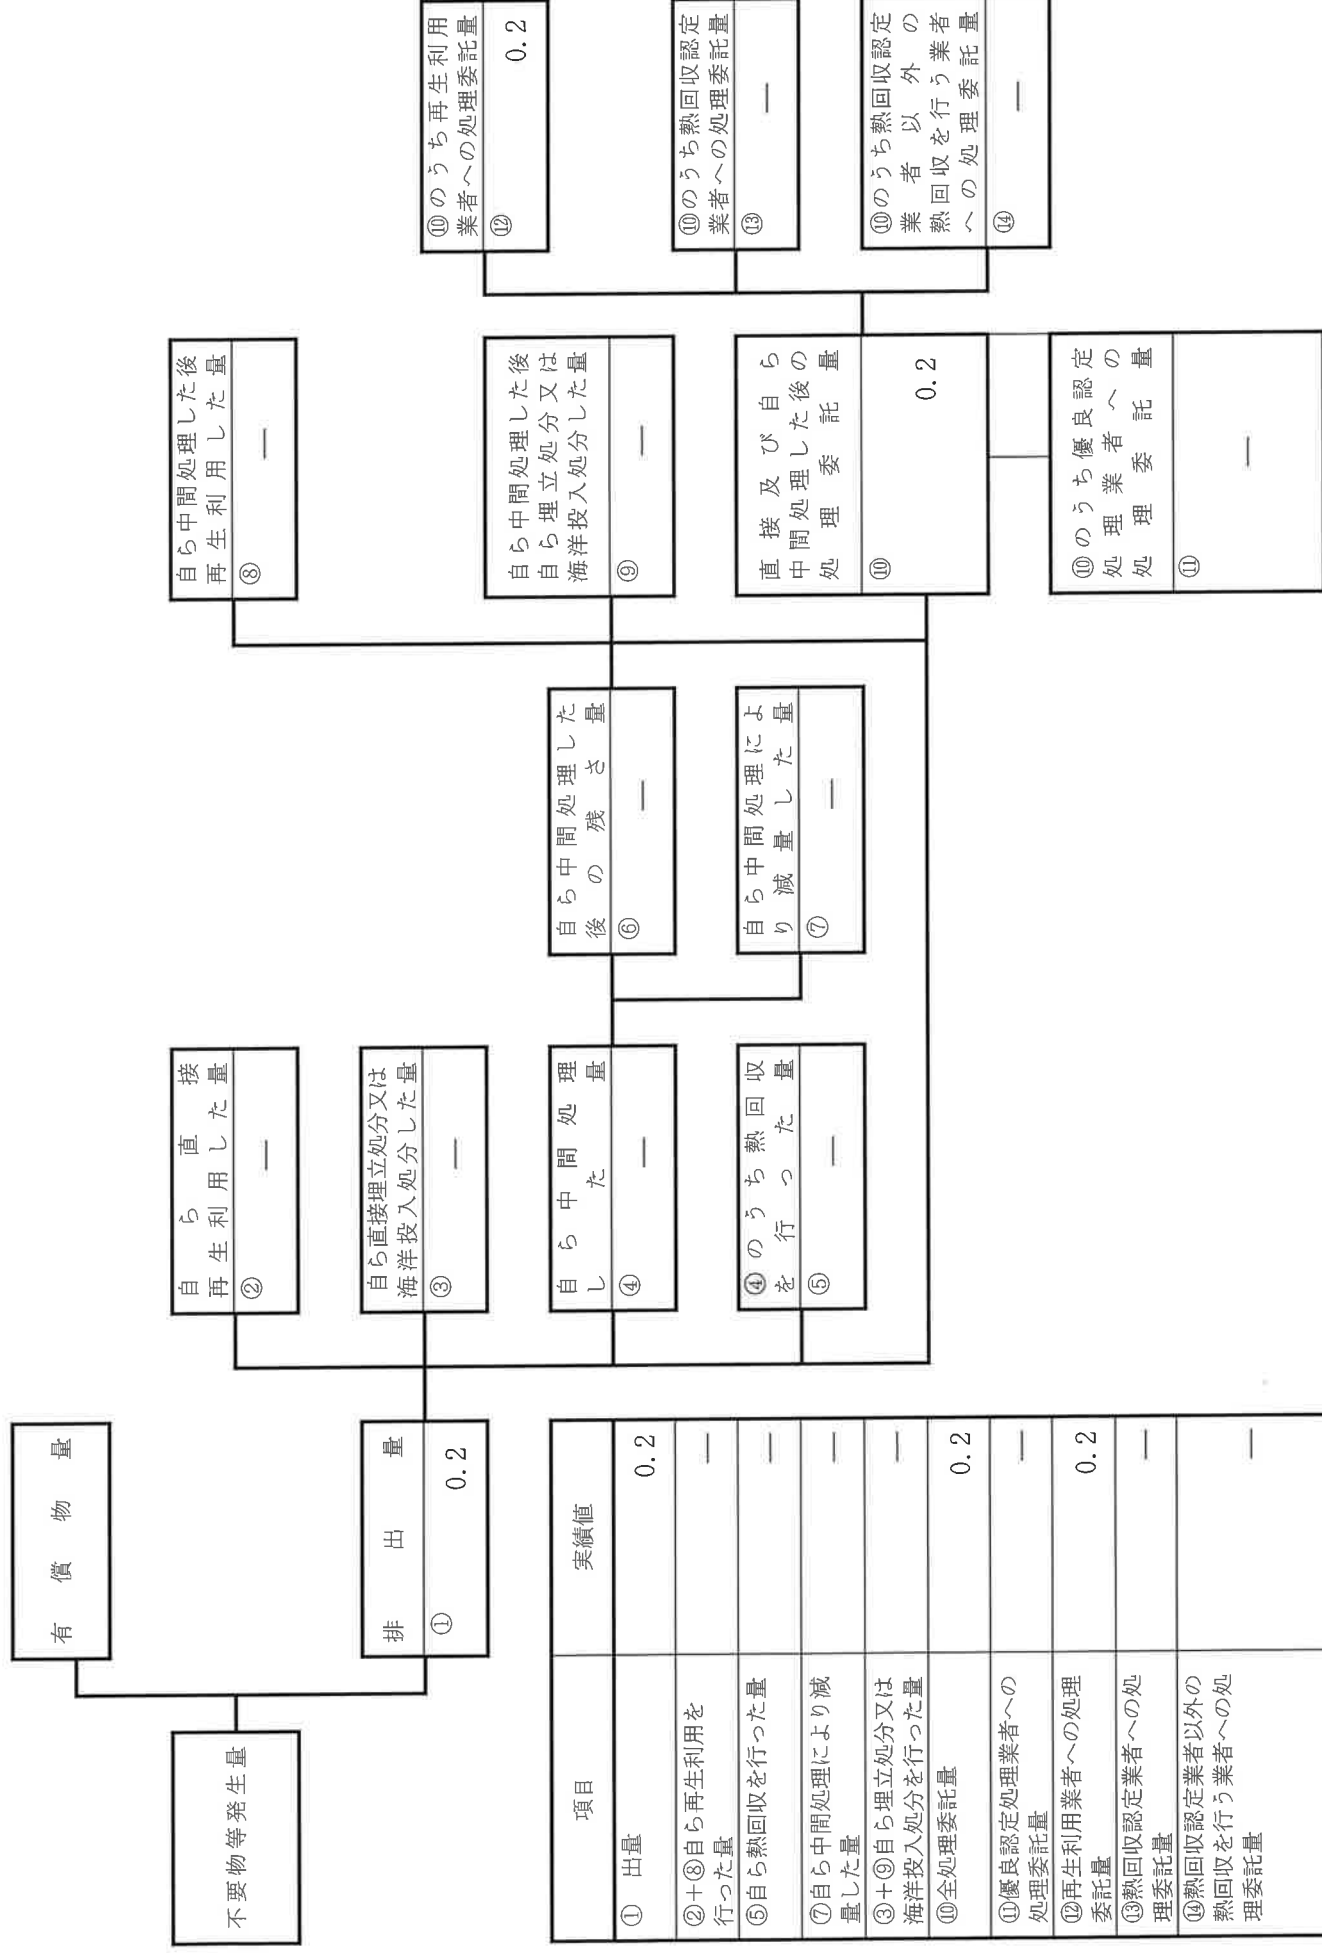 有償物量
不要物等発生量
排出量
① 0.2
自ら直接
再生利用した量
② ―
自ら直接埋立処分又は
海洋投入処分した量
③ ―
自ら中間処理
した量
④ ―
④のうち熱回収
を行った量
⑤ ―
自ら中間処理した
後の残さ量
⑥ ―
自ら中間処理によ
り減量した量
⑦ ―
自ら中間処理した後
再生利用した量
⑧ ―
自ら中間処理した後
自ら埋立処分又は
海洋投入処分した量
⑨ ―
直接及び自ら
中間処理した後の
処理委託量
⑩ 0.2
⑩のうち優良認定
処理業者への
処理委託量
⑪ ―
⑩のうち再生利用
業者への処理委託量
⑫ 0.2
⑩のうち熱回収認定
業者への処理委託量
⑬ ―
⑩のうち熱回収認定
業者以外の
熱回収を行う業者
への処理委託量
⑭ ―
項目 実績値
① 出量 0.2
②+⑧自ら再生利用を
行った量 ―
⑤自ら熱回収を行った量 ―
⑦自ら中間処理により減
量した量 ―
③+⑨自ら埋立処分又は
海洋投入処分を行った量 ―
⑩全処理委託量 0.2
⑪優良認定処理業者への
処理委託量 ―
⑫再生利用業者への処理
委託量 0.2
⑬熱回収認定業者への処
理委託量 ―
⑭熱回収認定業者以外の
熱回収を行う業者への処
理委託量 ―